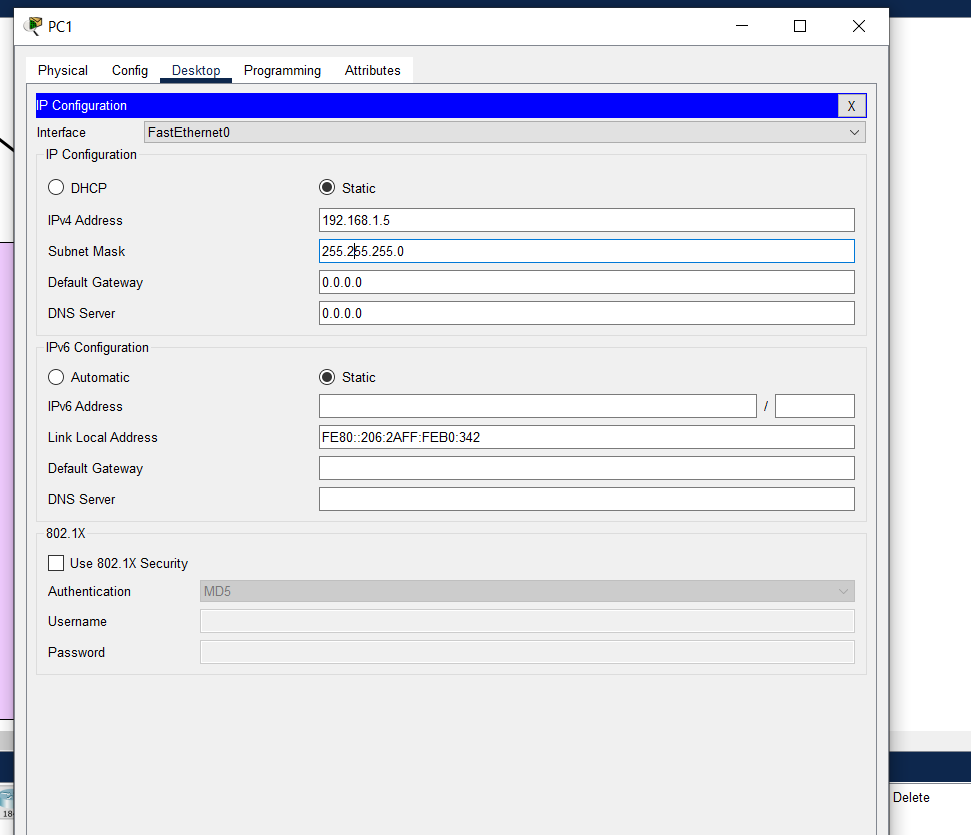 PC1
Physical Config Desktop Programming Attributes
IP Configuration X
Interface FastEthernet0
IP Configuration
DHCP Static
IPv4 Address 192.168.1.5
Subnet Mask 255.255.255.0
Default Gateway 0.0.0.0
DNS Server 0.0.0.0
IPv6 Configuration
Automatic Static
IPv6 Address /
Link Local Address FE80::206:2AFF:FEB0:342
Default Gateway
DNS Server
802.1X
Use 802.1X Security
Authentication MD5
Username
Password
Delete
18